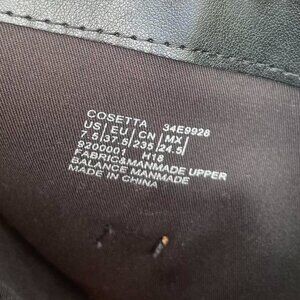 COSETTA 34E9928
US EU CN MX
7.5 37.5 235 24.5
9200001 H18
FABRIC&MANMADE UPPER
BALANCE MANMADE
MADE IN CHINA